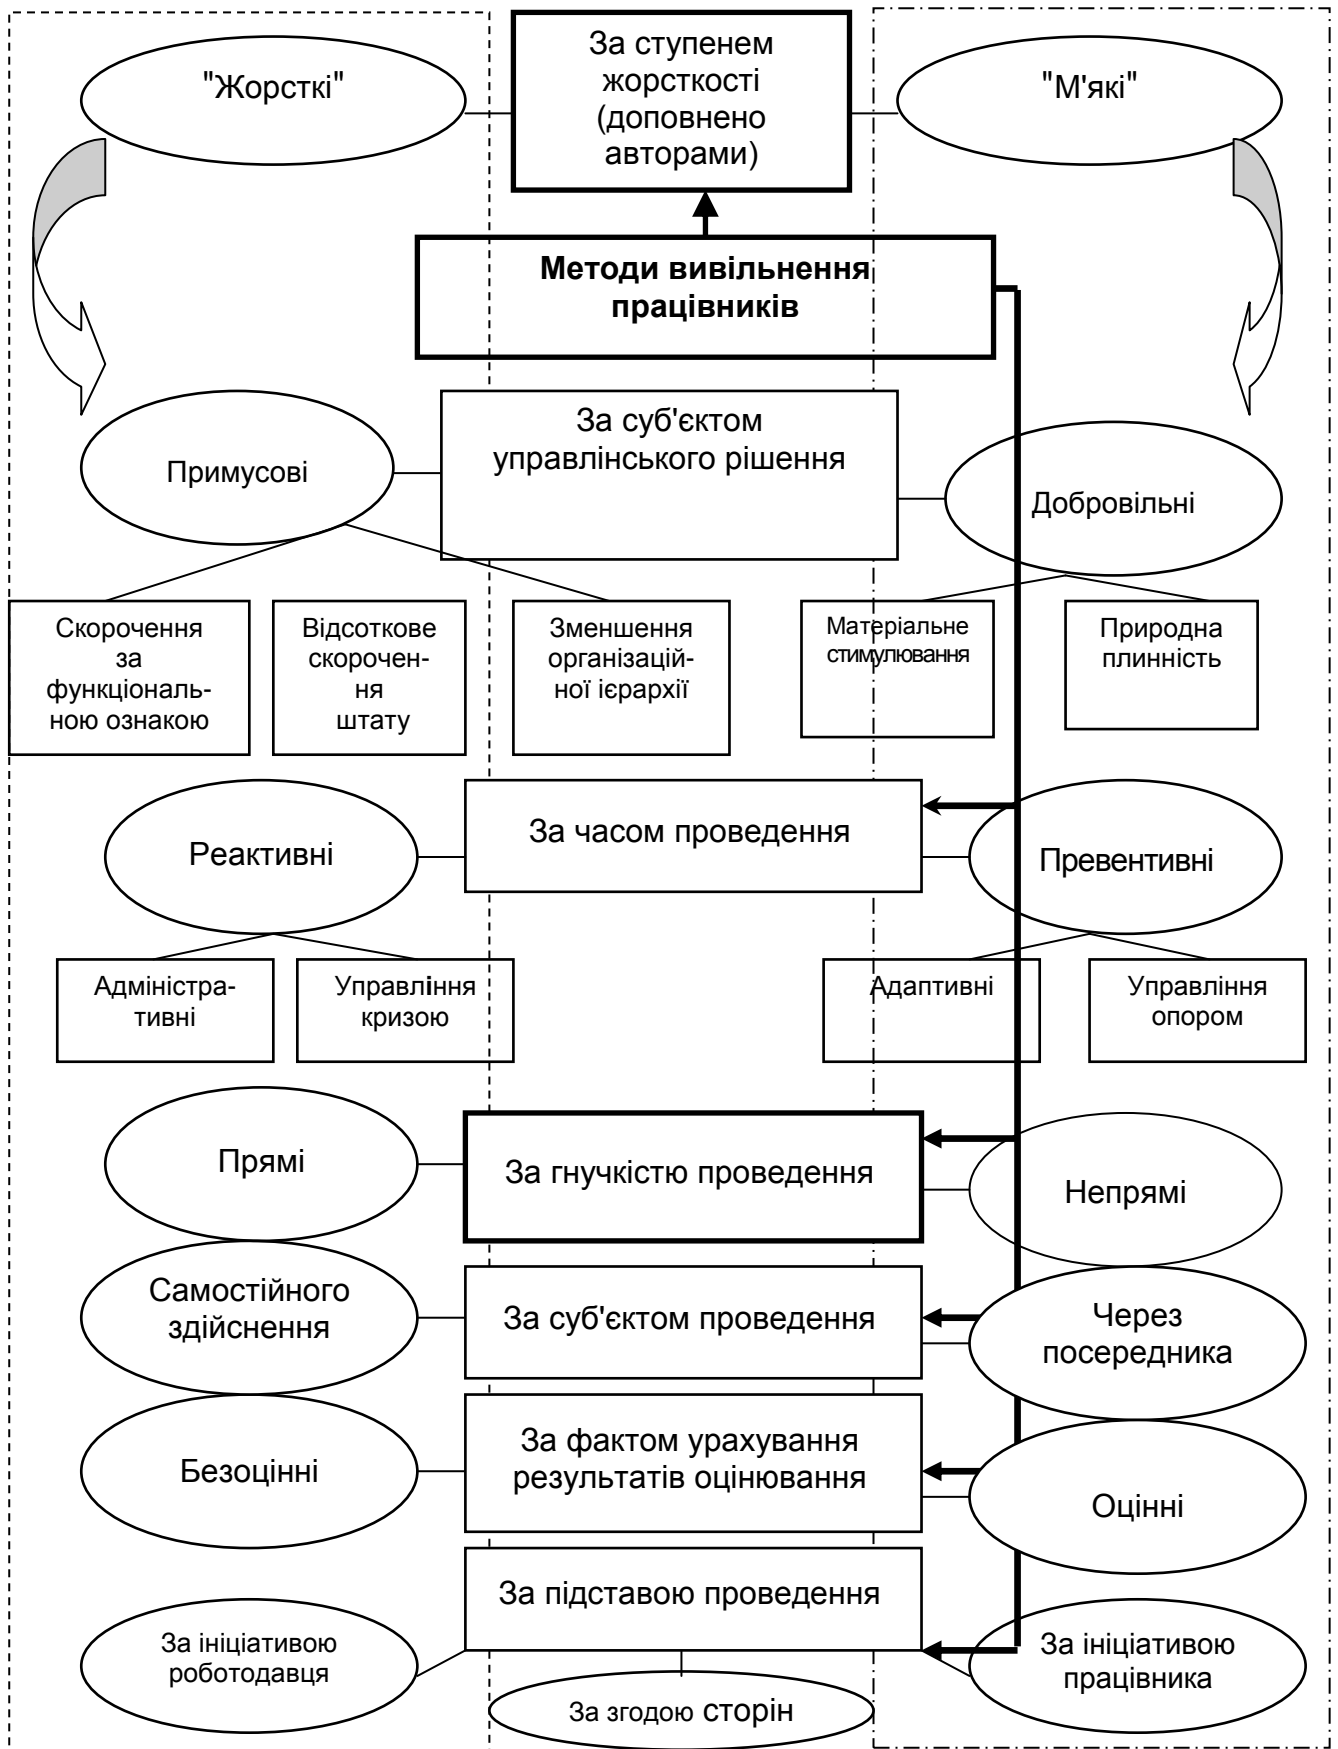 "Жорсткі"
За ступенем
жорсткості
(доповнено
авторами)
"М'які"
Методи вивільнення
працівників
Примусові
За суб'єктом
управлінського рішення
Добровільні
Скорочення
за
функціональ-
ною ознакою
Відсоткове
скорочен-
ня
штату
Зменшення
організацій-
ної ієрархії
Матеріальне
стимулювання
Природна
плинність
Реактивні
За часом проведення
Превентивні
Адміністра-
тивні
Управління
кризою
Адаптивні
Управління
опором
Прямі
За гнучкістю проведення
Непрямі
Самостійного
здійснення
За суб'єктом проведення
Через
посередника
Безоцінні
За фактом урахування
результатів оцінювання
Оцінні
За підставою проведення
За ініціативою
роботодавця
За згодою сторін
За ініціативою
працівника